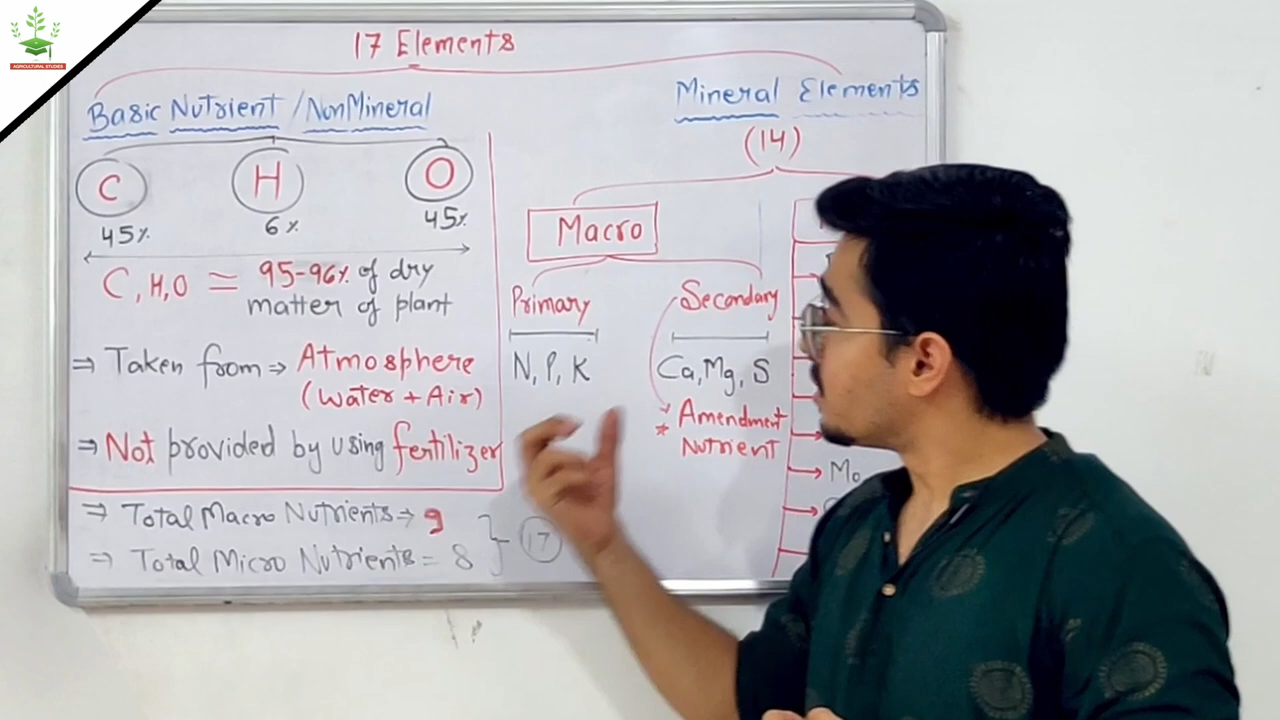 AGRICULTURAL STUDIES
17 Elements
Basic Nutrient / NonMineral
C H O
45% 6% 45%
C, H, O = 95-96% of dry
matter of plant
⇒ Taken from ⇒ Atmosphere
(Water + Air)
⇒ Not provided by using fertilizer
⇒ Total Macro Nutrients → 9
⇒ Total Micro Nutrients = 8
17
Mineral Elements
(14)
Macro
Primary
N, P, K
Secondary
Ca, Mg, S
* Amendment
Nutrient
Mo